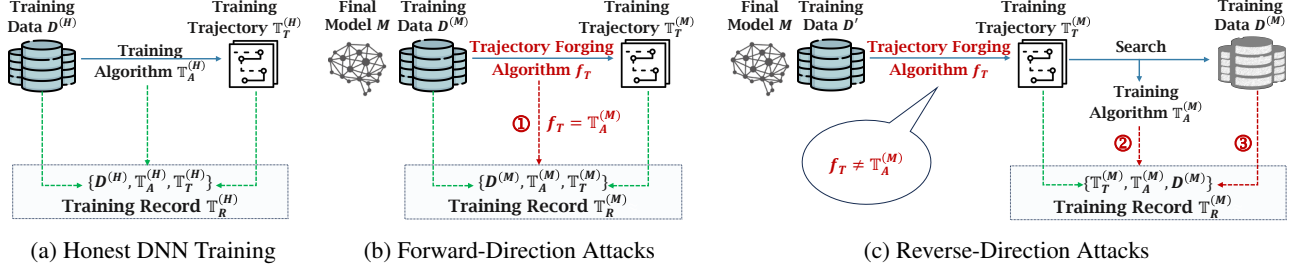 Training
Data D^(H)
Training
Trajectory 𝕋_T^(H)
Training
Algorithm 𝕋_A^(H)
{D^(H), 𝕋_A^(H), 𝕋_T^(H)}
Training Record 𝕋_R^(H)
(a) Honest DNN Training
Final
Model M
Training
Data D^(M)
Training
Trajectory 𝕋_T^(M)
Trajectory Forging
Algorithm f_T
① f_T = 𝕋_A^(M)
{D^(M), 𝕋_A^(M), 𝕋_T^(M)}
Training Record 𝕋_R^(M)
(b) Forward-Direction Attacks
Final
Model M
Training
Data D′
Training
Trajectory 𝕋_T^(M)
Training
Data D^(M)
Trajectory Forging
Algorithm f_T
Search
Training
Algorithm 𝕋_A^(M)
f_T ≠ 𝕋_A^(M)
②
③
{𝕋_T^(M), 𝕋_A^(M), D^(M)}
Training Record 𝕋_R^(M)
(c) Reverse-Direction Attacks